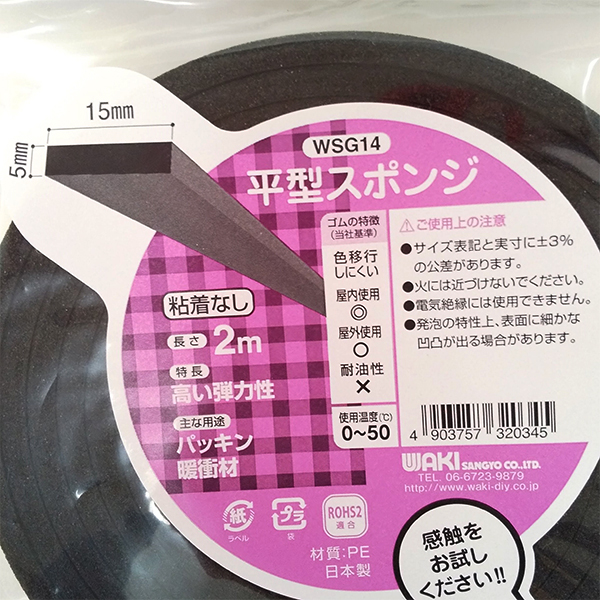 15mm
5mm
WSG14
平型スポンジ
粘着なし
長さ 2m
特長
高い弾力性
主な用途
パッキン
暖衝材
ゴムの特徴
(当社基準)
色移行
しにくい
屋内使用
◎
屋外使用
○
耐油性
×
使用温度(℃)
0~50
⚠ご使用上の注意
●サイズ表記と実寸に±3%
の公差があります。
●火には近づけないでください。
●電気絶縁には使用できません。
●発泡の特性上、表面に細かな
凹凸が出る場合があります。
4 903757 320345
WAKI SANGYO CO.,LTD.
TEL. 06-6723-9879
http://www.waki-diy.co.jp
紙
ラベル
プラ
袋
ROHS2
適合
材質:PE
日本製
感触を
お試し
ください!!